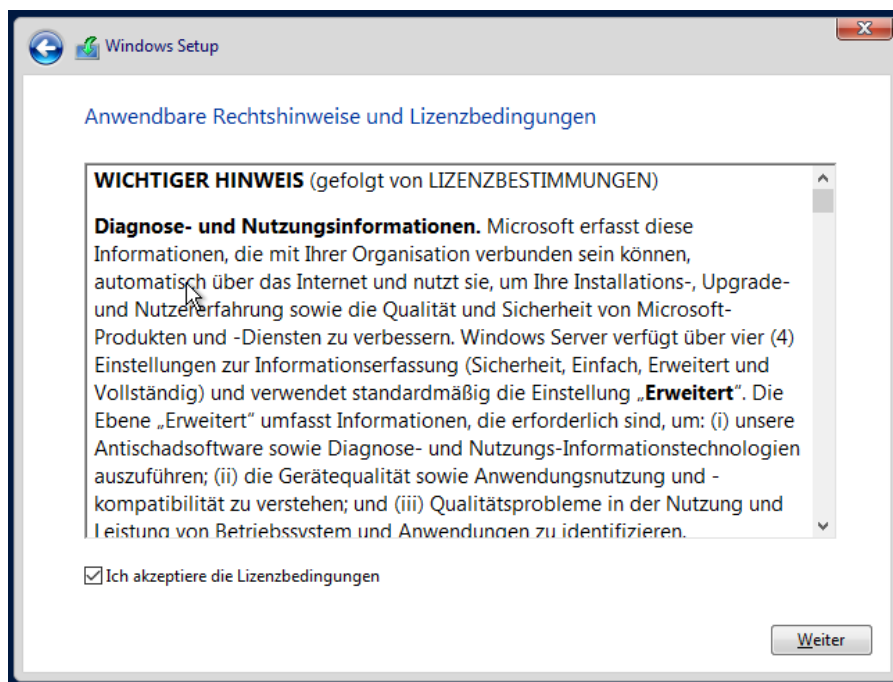 Windows Setup
Anwendbare Rechtshinweise und Lizenzbedingungen
WICHTIGER HINWEIS (gefolgt von LIZENZBESTIMMUNGEN)
Diagnose- und Nutzungsinformationen. Microsoft erfasst diese
Informationen, die mit Ihrer Organisation verbunden sein können,
automatisch über das Internet und nutzt sie, um Ihre Installations-, Upgrade-
und Nutzererfahrung sowie die Qualität und Sicherheit von Microsoft-
Produkten und -Diensten zu verbessern. Windows Server verfügt über vier (4)
Einstellungen zur Informationserfassung (Sicherheit, Einfach, Erweitert und
Vollständig) und verwendet standardmäßig die Einstellung „Erweitert“. Die
Ebene „Erweitert“ umfasst Informationen, die erforderlich sind, um: (i) unsere
Antischadsoftware sowie Diagnose- und Nutzungs-Informationstechnologien
auszuführen; (ii) die Gerätequalität sowie Anwendungsnutzung und -
kompatibilität zu verstehen; und (iii) Qualitätsprobleme in der Nutzung und
Leistung von Betriebssystem und Anwendungen zu identifizieren.
Ich akzeptiere die Lizenzbedingungen
Weiter